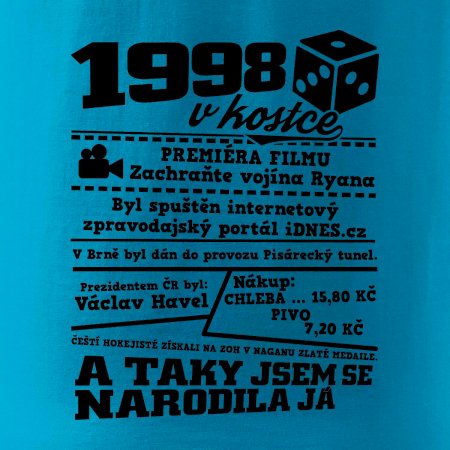 1998
v kostce
PREMIÉRA FILMU
Zachraňte vojína Ryana
Byl spuštěn internetový
zpravodajský portál iDNES.cz
V Brně byl dán do provozu Pisárecký tunel.
Prezidentem ČR byl:
Václav Havel
Nákup:
CHLEBA ... 15,80 KČ
PIVO
7,20 KČ
ČEŠTÍ HOKEJISTÉ ZÍSKALI NA ZOH V NAGANU ZLATÉ MEDAILE.
A TAKY JSEM SE
NARODILA JÁ